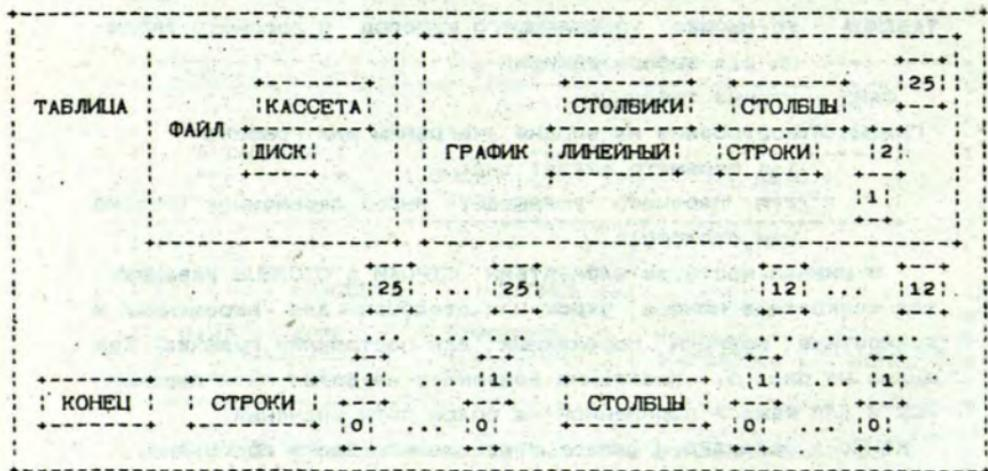 25
ТАБЛИЦА КАССЕТА СТОЛБИКИ СТОЛБЦЫ
ФАЙЛ
ДИСК ГРАФИК ЛИНЕЙНЫЙ СТРОКИ 2
1
25 ... 25 12 ... 12
1 1 1 1
КОНЕЦ СТРОКИ СТОЛБЦЫ
0 0 0 0